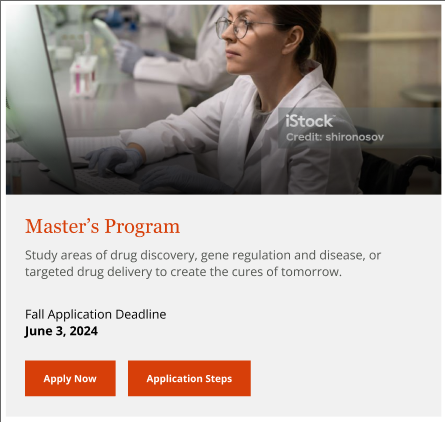 iStock
Credit: shironosov
Master's Program
Study areas of drug discovery, gene regulation and disease, or
targeted drug delivery to create the cures of tomorrow.
Fall Application Deadline
June 3, 2024
Apply Now
Application Steps